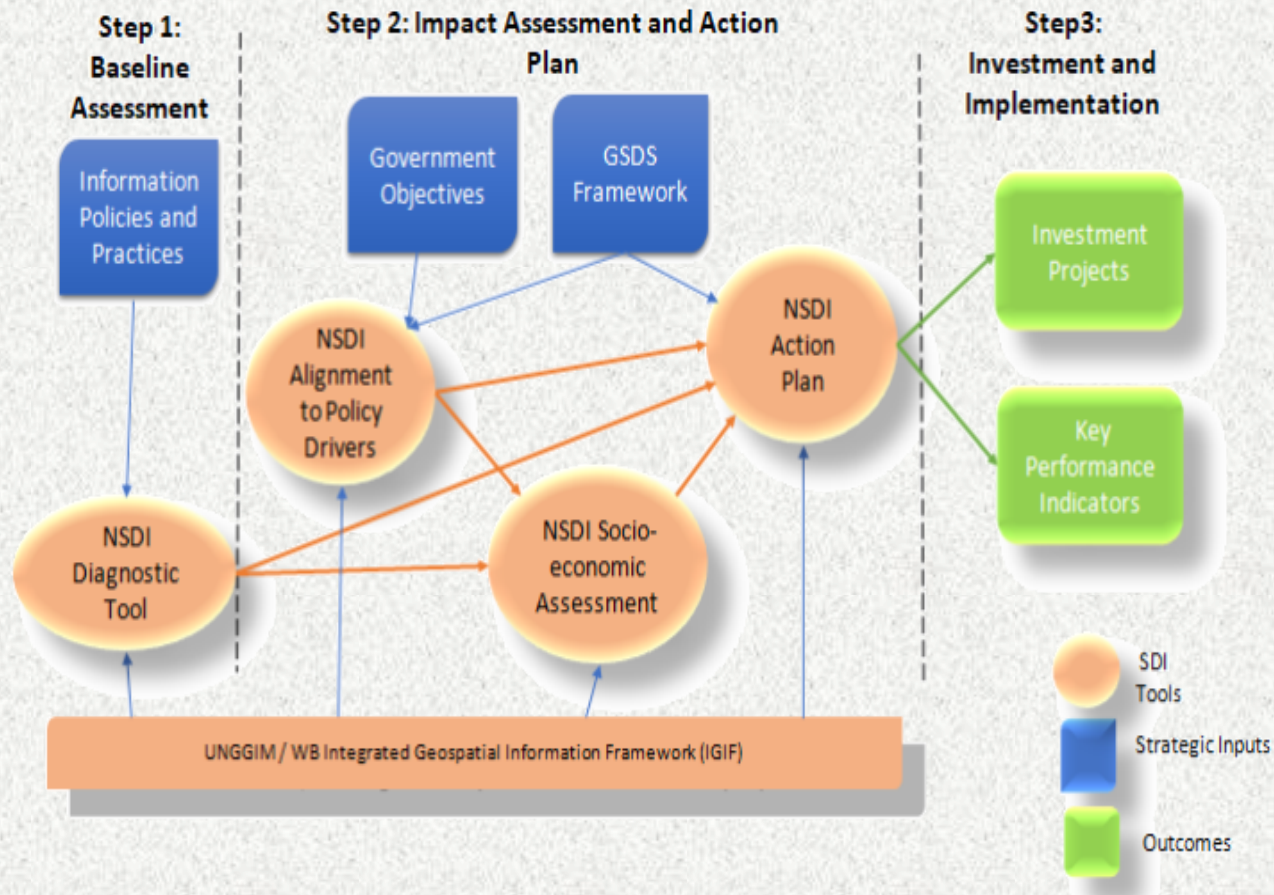 Step 1:
Baseline
Assessment
Step 2: Impact Assessment and Action
Plan
Step3:
Investment and
Implementation
Information
Policies and
Practices
Government
Objectives
GSDS
Framework
NSDI
Alignment
to Policy
Drivers
NSDI
Action
Plan
Investment
Projects
Key
Performance
Indicators
NSDI
Diagnostic
Tool
NSDI Socio-
economic
Assessment
UNGGIM / WB Integrated Geospatial Information Framework (IGIF)
SDI
Tools
Strategic Inputs
Outcomes